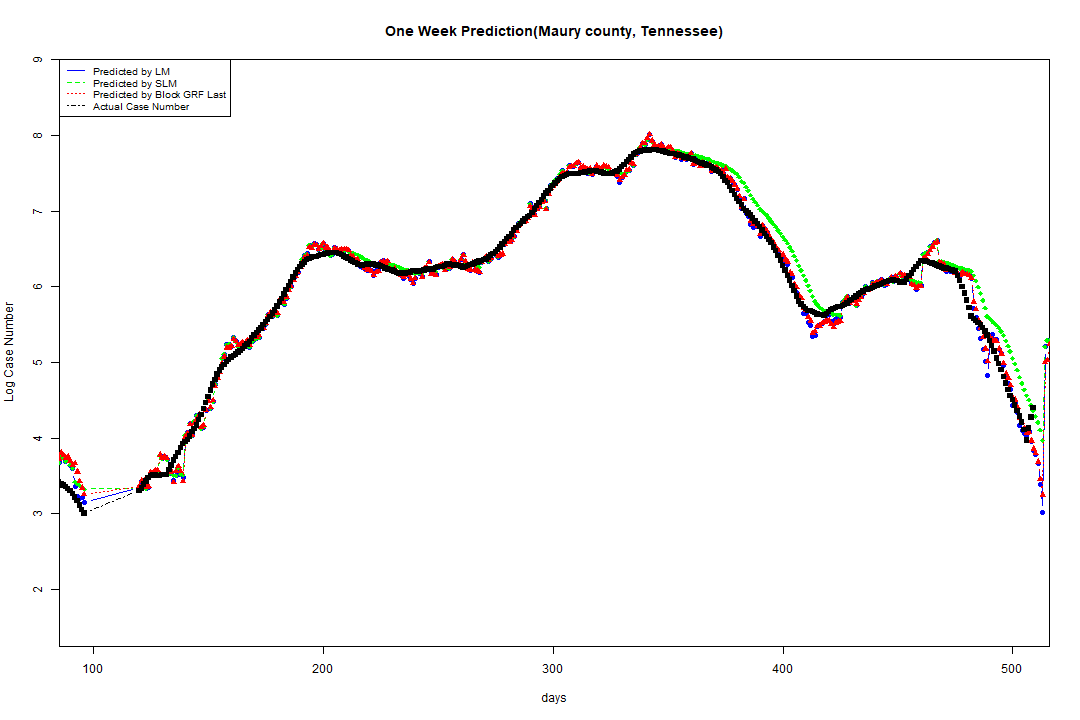 One Week Prediction(Maury county, Tennessee)
Predicted by LM
Predicted by SLM
Predicted by Block GRF Last
Actual Case Number
9
8
7
6
5
4
3
2
Log Case Number
100 200 300 400 500
days